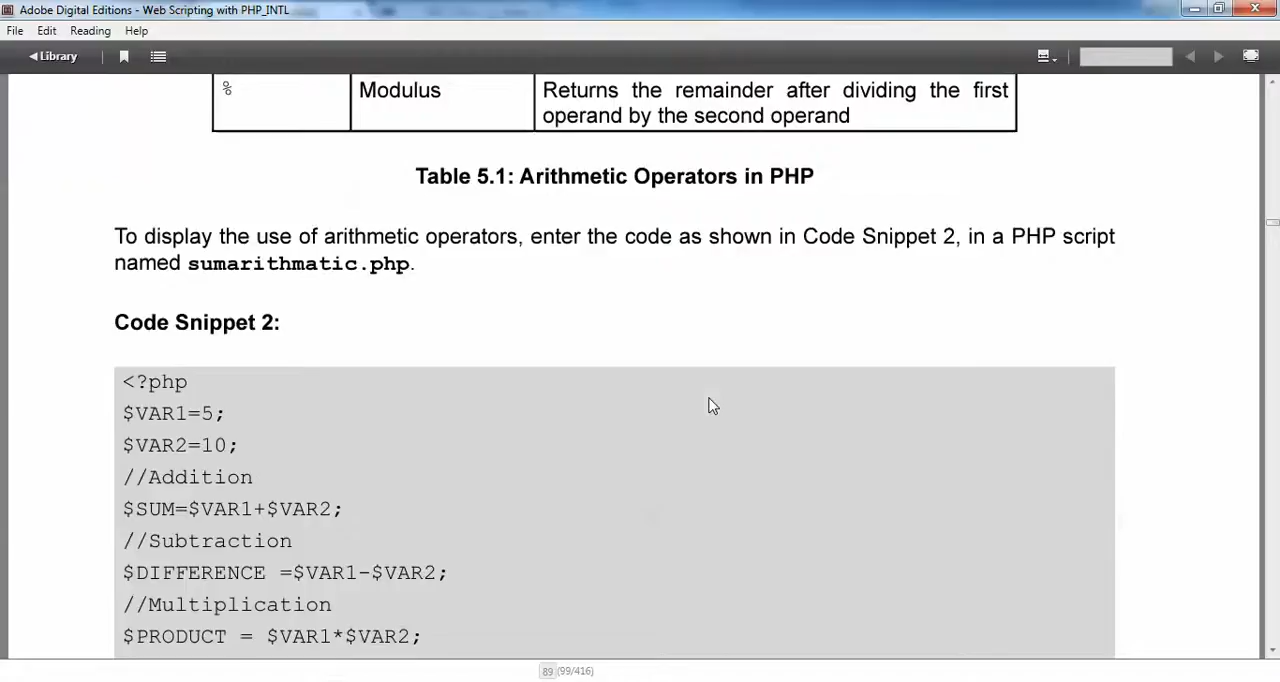 Adobe Digital Editions - Web Scripting with PHP_INTL
File Edit Reading Help
Library
% Modulus Returns the remainder after dividing the first
operand by the second operand
Table 5.1: Arithmetic Operators in PHP
To display the use of arithmetic operators, enter the code as shown in Code Snippet 2, in a PHP script
named sumarithmatic.php.
Code Snippet 2:
<?php
$VAR1=5;
$VAR2=10;
//Addition
$SUM=$VAR1+$VAR2;
//Subtraction
$DIFFERENCE =$VAR1-$VAR2;
//Multiplication
$PRODUCT = $VAR1*$VAR2;
89 (99/416)